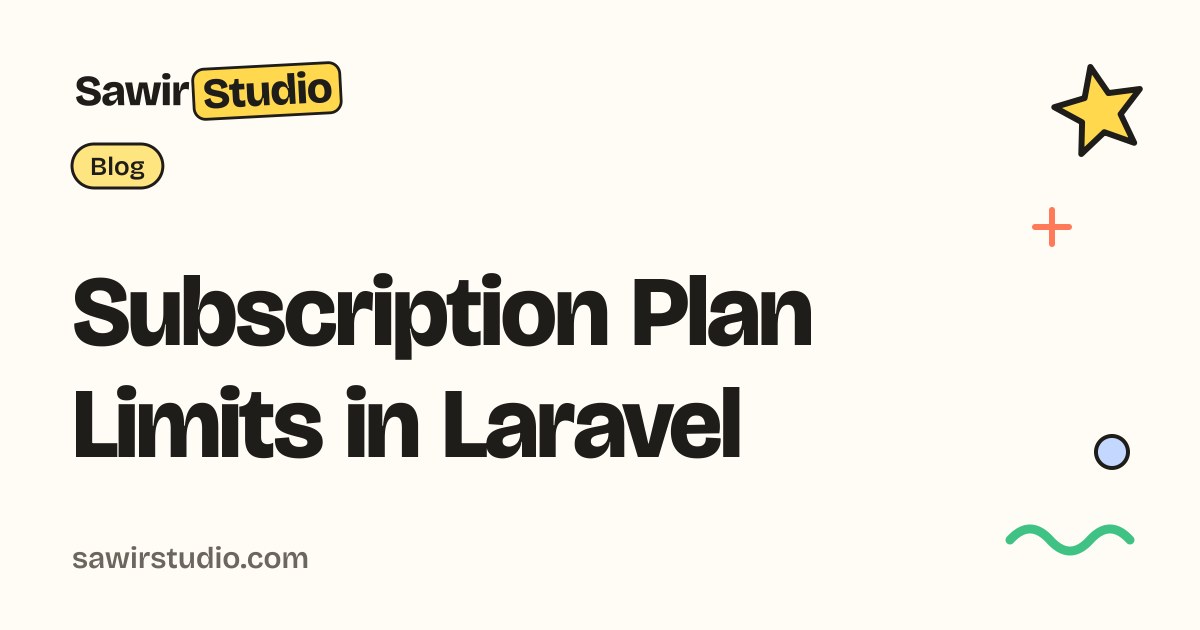 Sawir Studio
Blog
Subscription Plan
Limits in Laravel
sawirstudio.com